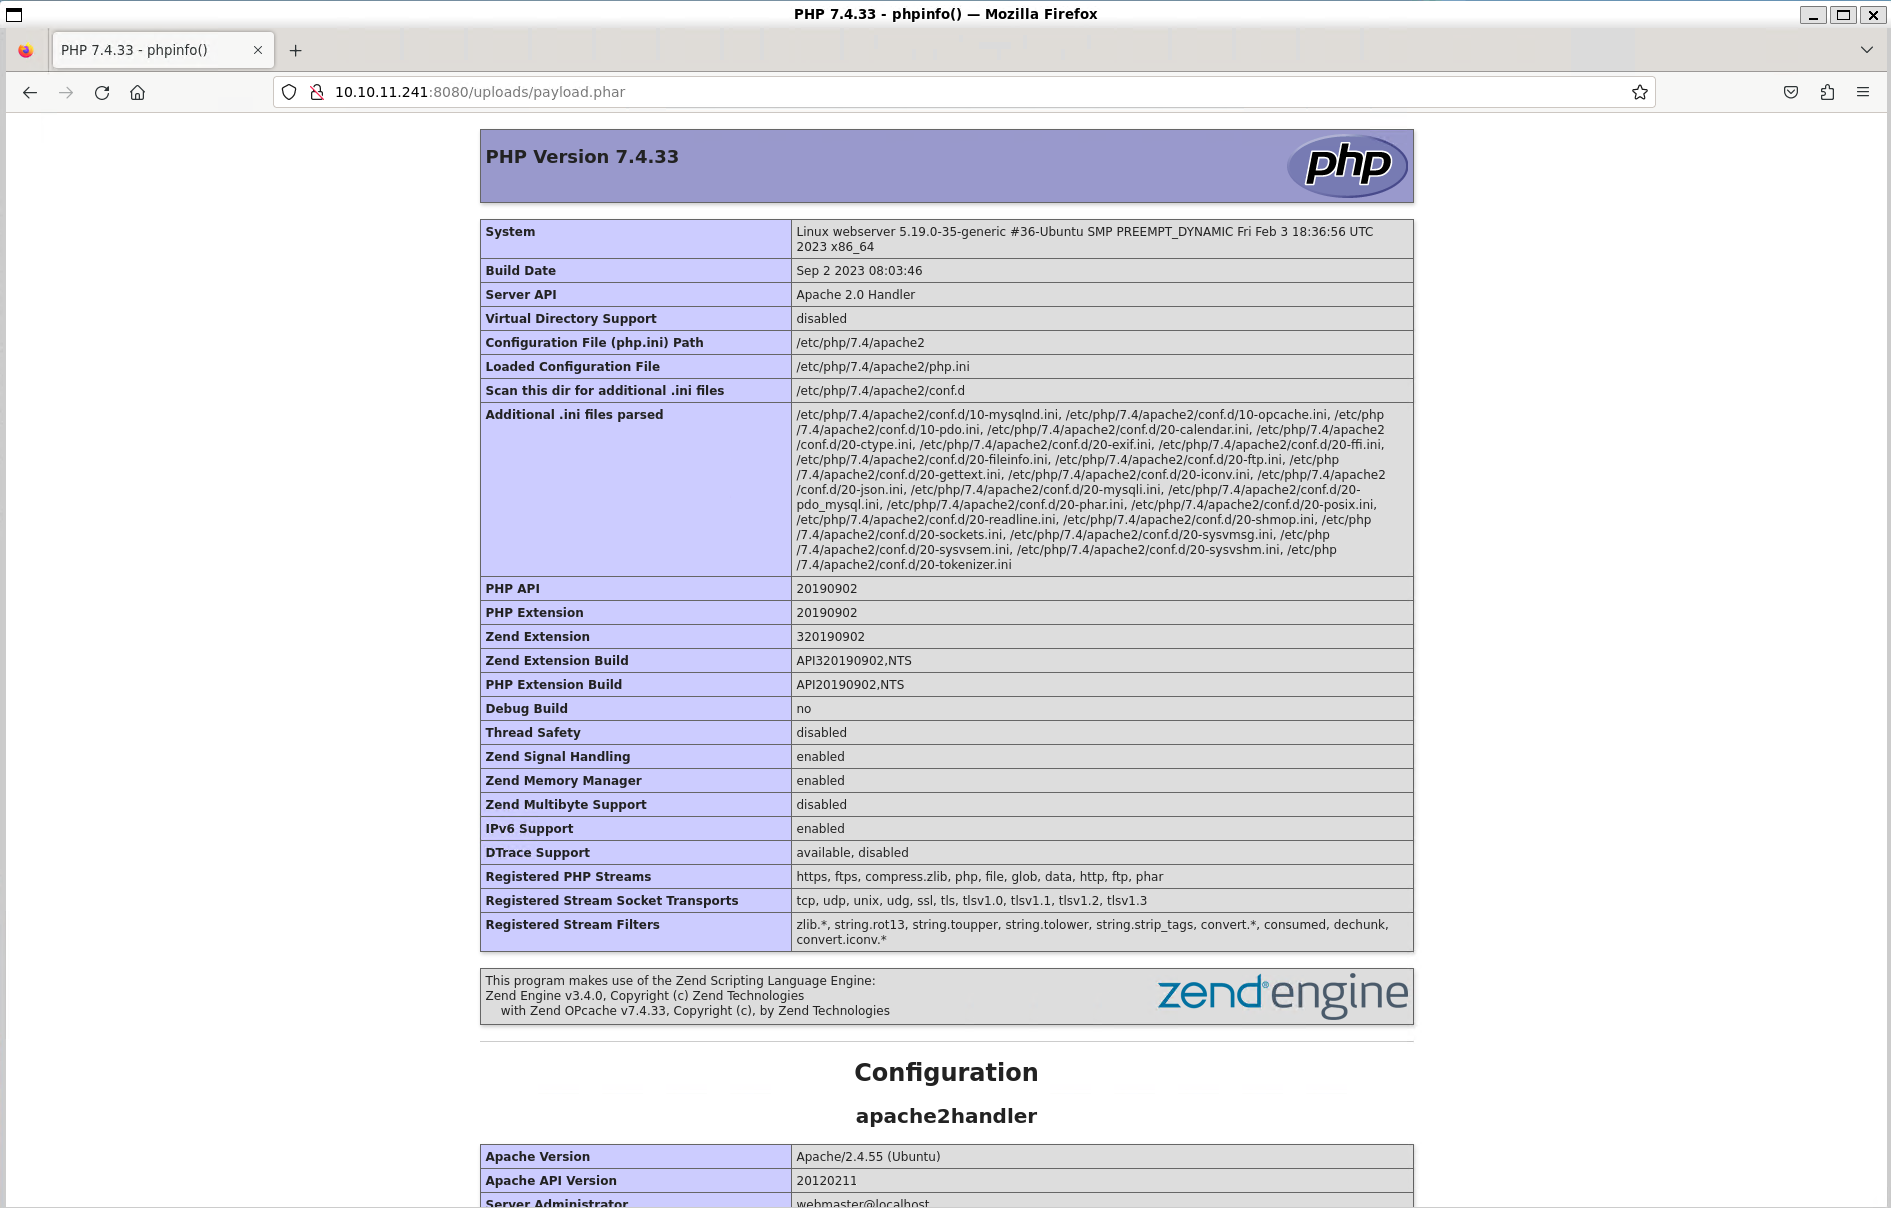 PHP 7.4.33 - phpinfo() — Mozilla Firefox
PHP 7.4.33 - phpinfo()
10.10.11.241:8080/uploads/payload.phar
PHP Version 7.4.33
php
System Linux webserver 5.19.0-35-generic #36-Ubuntu SMP PREEMPT_DYNAMIC Fri Feb 3 18:36:56 UTC
2023 x86_64
Build Date Sep 2 2023 08:03:46
Server API Apache 2.0 Handler
Virtual Directory Support disabled
Configuration File (php.ini) Path /etc/php/7.4/apache2
Loaded Configuration File /etc/php/7.4/apache2/php.ini
Scan this dir for additional .ini files /etc/php/7.4/apache2/conf.d
Additional .ini files parsed /etc/php/7.4/apache2/conf.d/10-mysqlnd.ini, /etc/php/7.4/apache2/conf.d/10-opcache.ini, /etc/php
/7.4/apache2/conf.d/10-pdo.ini, /etc/php/7.4/apache2/conf.d/20-calendar.ini, /etc/php/7.4/apache2
/conf.d/20-ctype.ini, /etc/php/7.4/apache2/conf.d/20-exif.ini, /etc/php/7.4/apache2/conf.d/20-ffi.ini,
/etc/php/7.4/apache2/conf.d/20-fileinfo.ini, /etc/php/7.4/apache2/conf.d/20-ftp.ini, /etc/php
/7.4/apache2/conf.d/20-gettext.ini, /etc/php/7.4/apache2/conf.d/20-iconv.ini, /etc/php/7.4/apache2
/conf.d/20-json.ini, /etc/php/7.4/apache2/conf.d/20-mysqli.ini, /etc/php/7.4/apache2/conf.d/20-
pdo_mysql.ini, /etc/php/7.4/apache2/conf.d/20-phar.ini, /etc/php/7.4/apache2/conf.d/20-posix.ini,
/etc/php/7.4/apache2/conf.d/20-readline.ini, /etc/php/7.4/apache2/conf.d/20-shmop.ini, /etc/php
/7.4/apache2/conf.d/20-sockets.ini, /etc/php/7.4/apache2/conf.d/20-sysvmsg.ini, /etc/php
/7.4/apache2/conf.d/20-sysvsem.ini, /etc/php/7.4/apache2/conf.d/20-sysvshm.ini, /etc/php
/7.4/apache2/conf.d/20-tokenizer.ini
PHP API 20190902
PHP Extension 20190902
Zend Extension 320190902
Zend Extension Build API320190902,NTS
PHP Extension Build API20190902,NTS
Debug Build no
Thread Safety disabled
Zend Signal Handling enabled
Zend Memory Manager enabled
Zend Multibyte Support disabled
IPv6 Support enabled
DTrace Support available, disabled
Registered PHP Streams https, ftps, compress.zlib, php, file, glob, data, http, ftp, phar
Registered Stream Socket Transports tcp, udp, unix, udg, ssl, tls, tlsv1.0, tlsv1.1, tlsv1.2, tlsv1.3
Registered Stream Filters zlib.*, string.rot13, string.toupper, string.tolower, string.strip_tags, convert.*, consumed, dechunk,
convert.iconv.*
This program makes use of the Zend Scripting Language Engine:
Zend Engine v3.4.0, Copyright (c) Zend Technologies
with Zend OPcache v7.4.33, Copyright (c), by Zend Technologies
zend® engine
Configuration
apache2handler
Apache Version Apache/2.4.55 (Ubuntu)
Apache API Version 20120211
Server Administrator webmaster@localhost